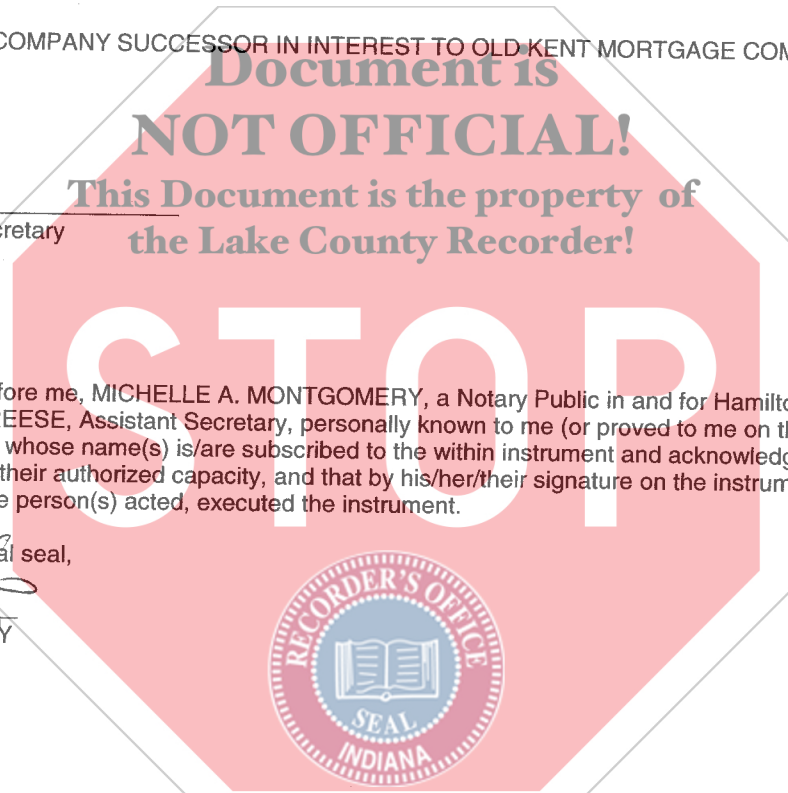 COMPANY SUCCESSOR IN INTEREST TO OLD KENT MORTGAGE COM
Document is
NOT OFFICIAL!
This Document is the property of
the Lake County Recorder!
cretary
STOP
fore me, MICHELLE A. MONTGOMERY, a Notary Public in and for Hamilto
REESE, Assistant Secretary, personally known to me (or proved to me on th
whose name(s) is/are subscribed to the within instrument and acknowledg
their authorized capacity, and that by his/her/their signature on the instrum
e person(s) acted, executed the instrument.
al seal,
Y
RECORDER'S OFFICE
SEAL
INDIANA